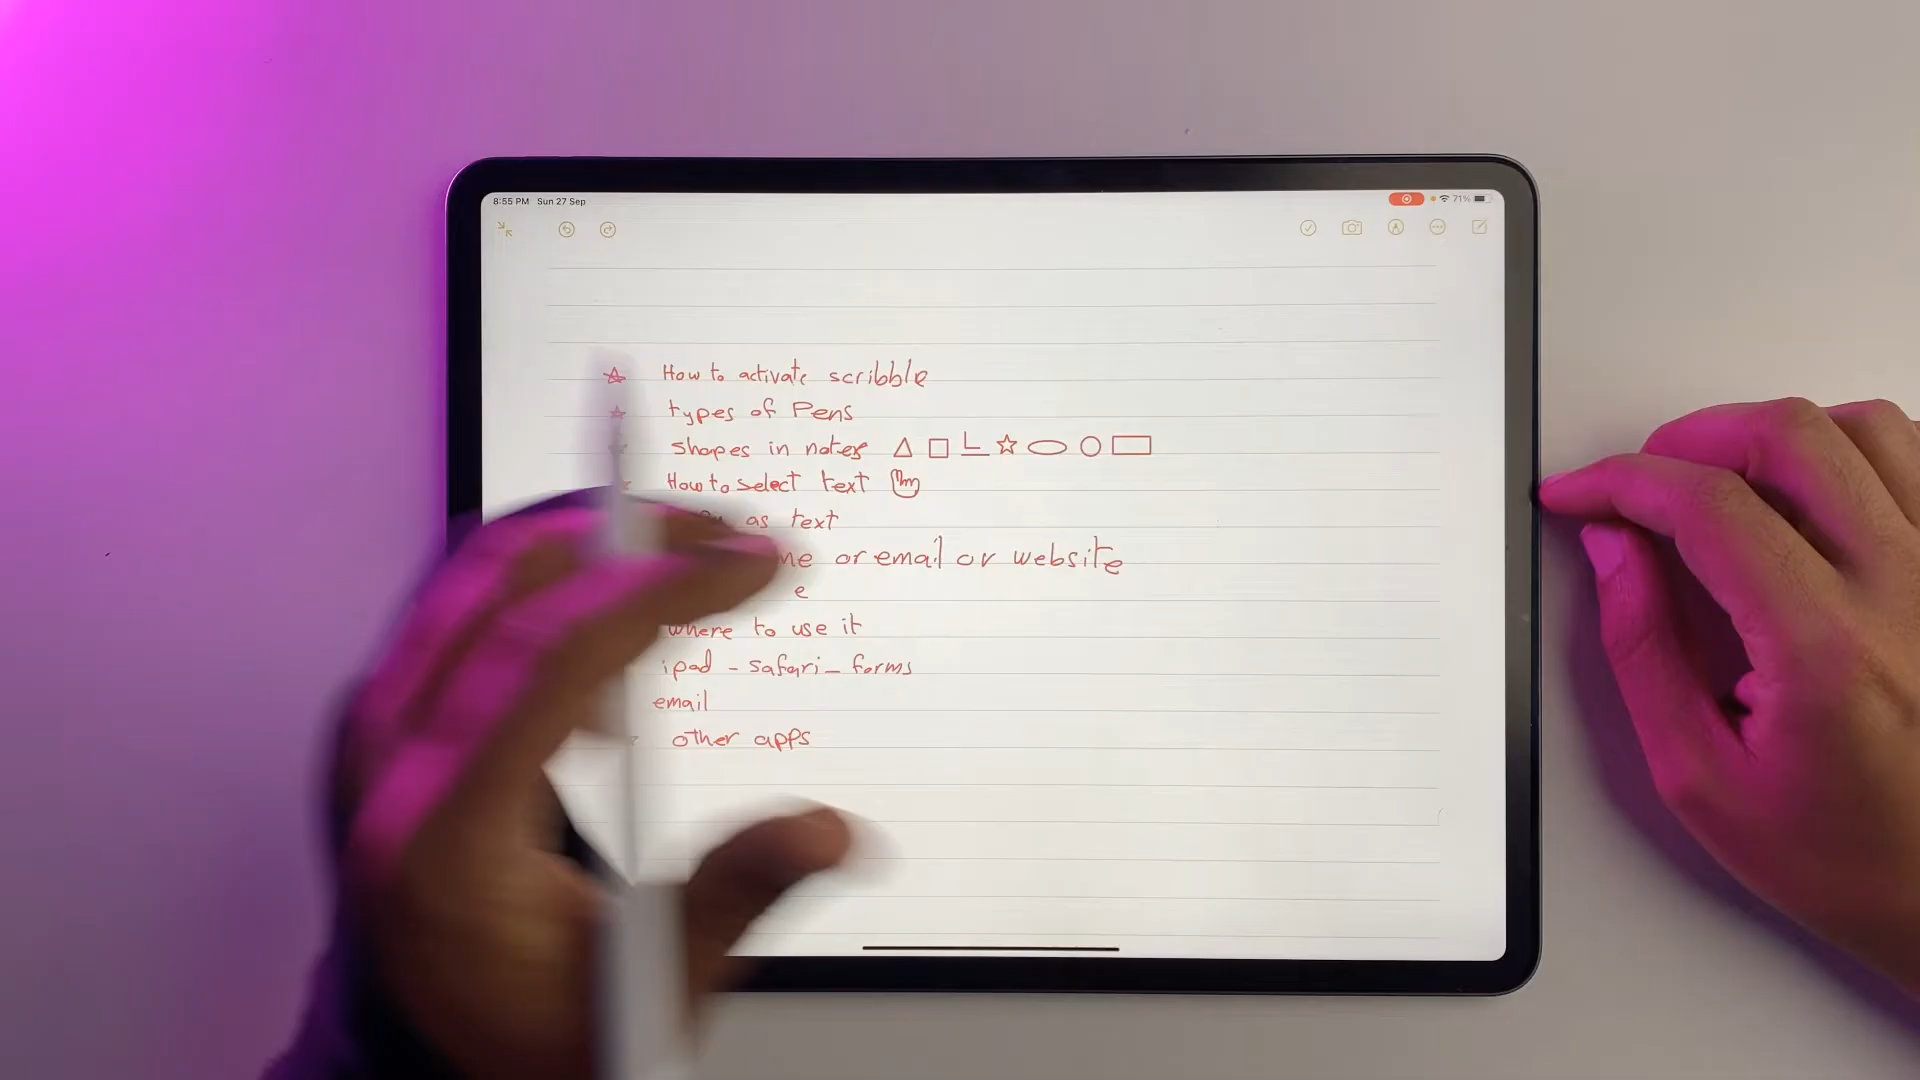 8:55 PM Sun 27 Sep 71%
How to activate scribble
types of Pens
shapes in notes
How to select text
as text
or email or website
e
where to use it
ipad - safari - forms
email
other apps